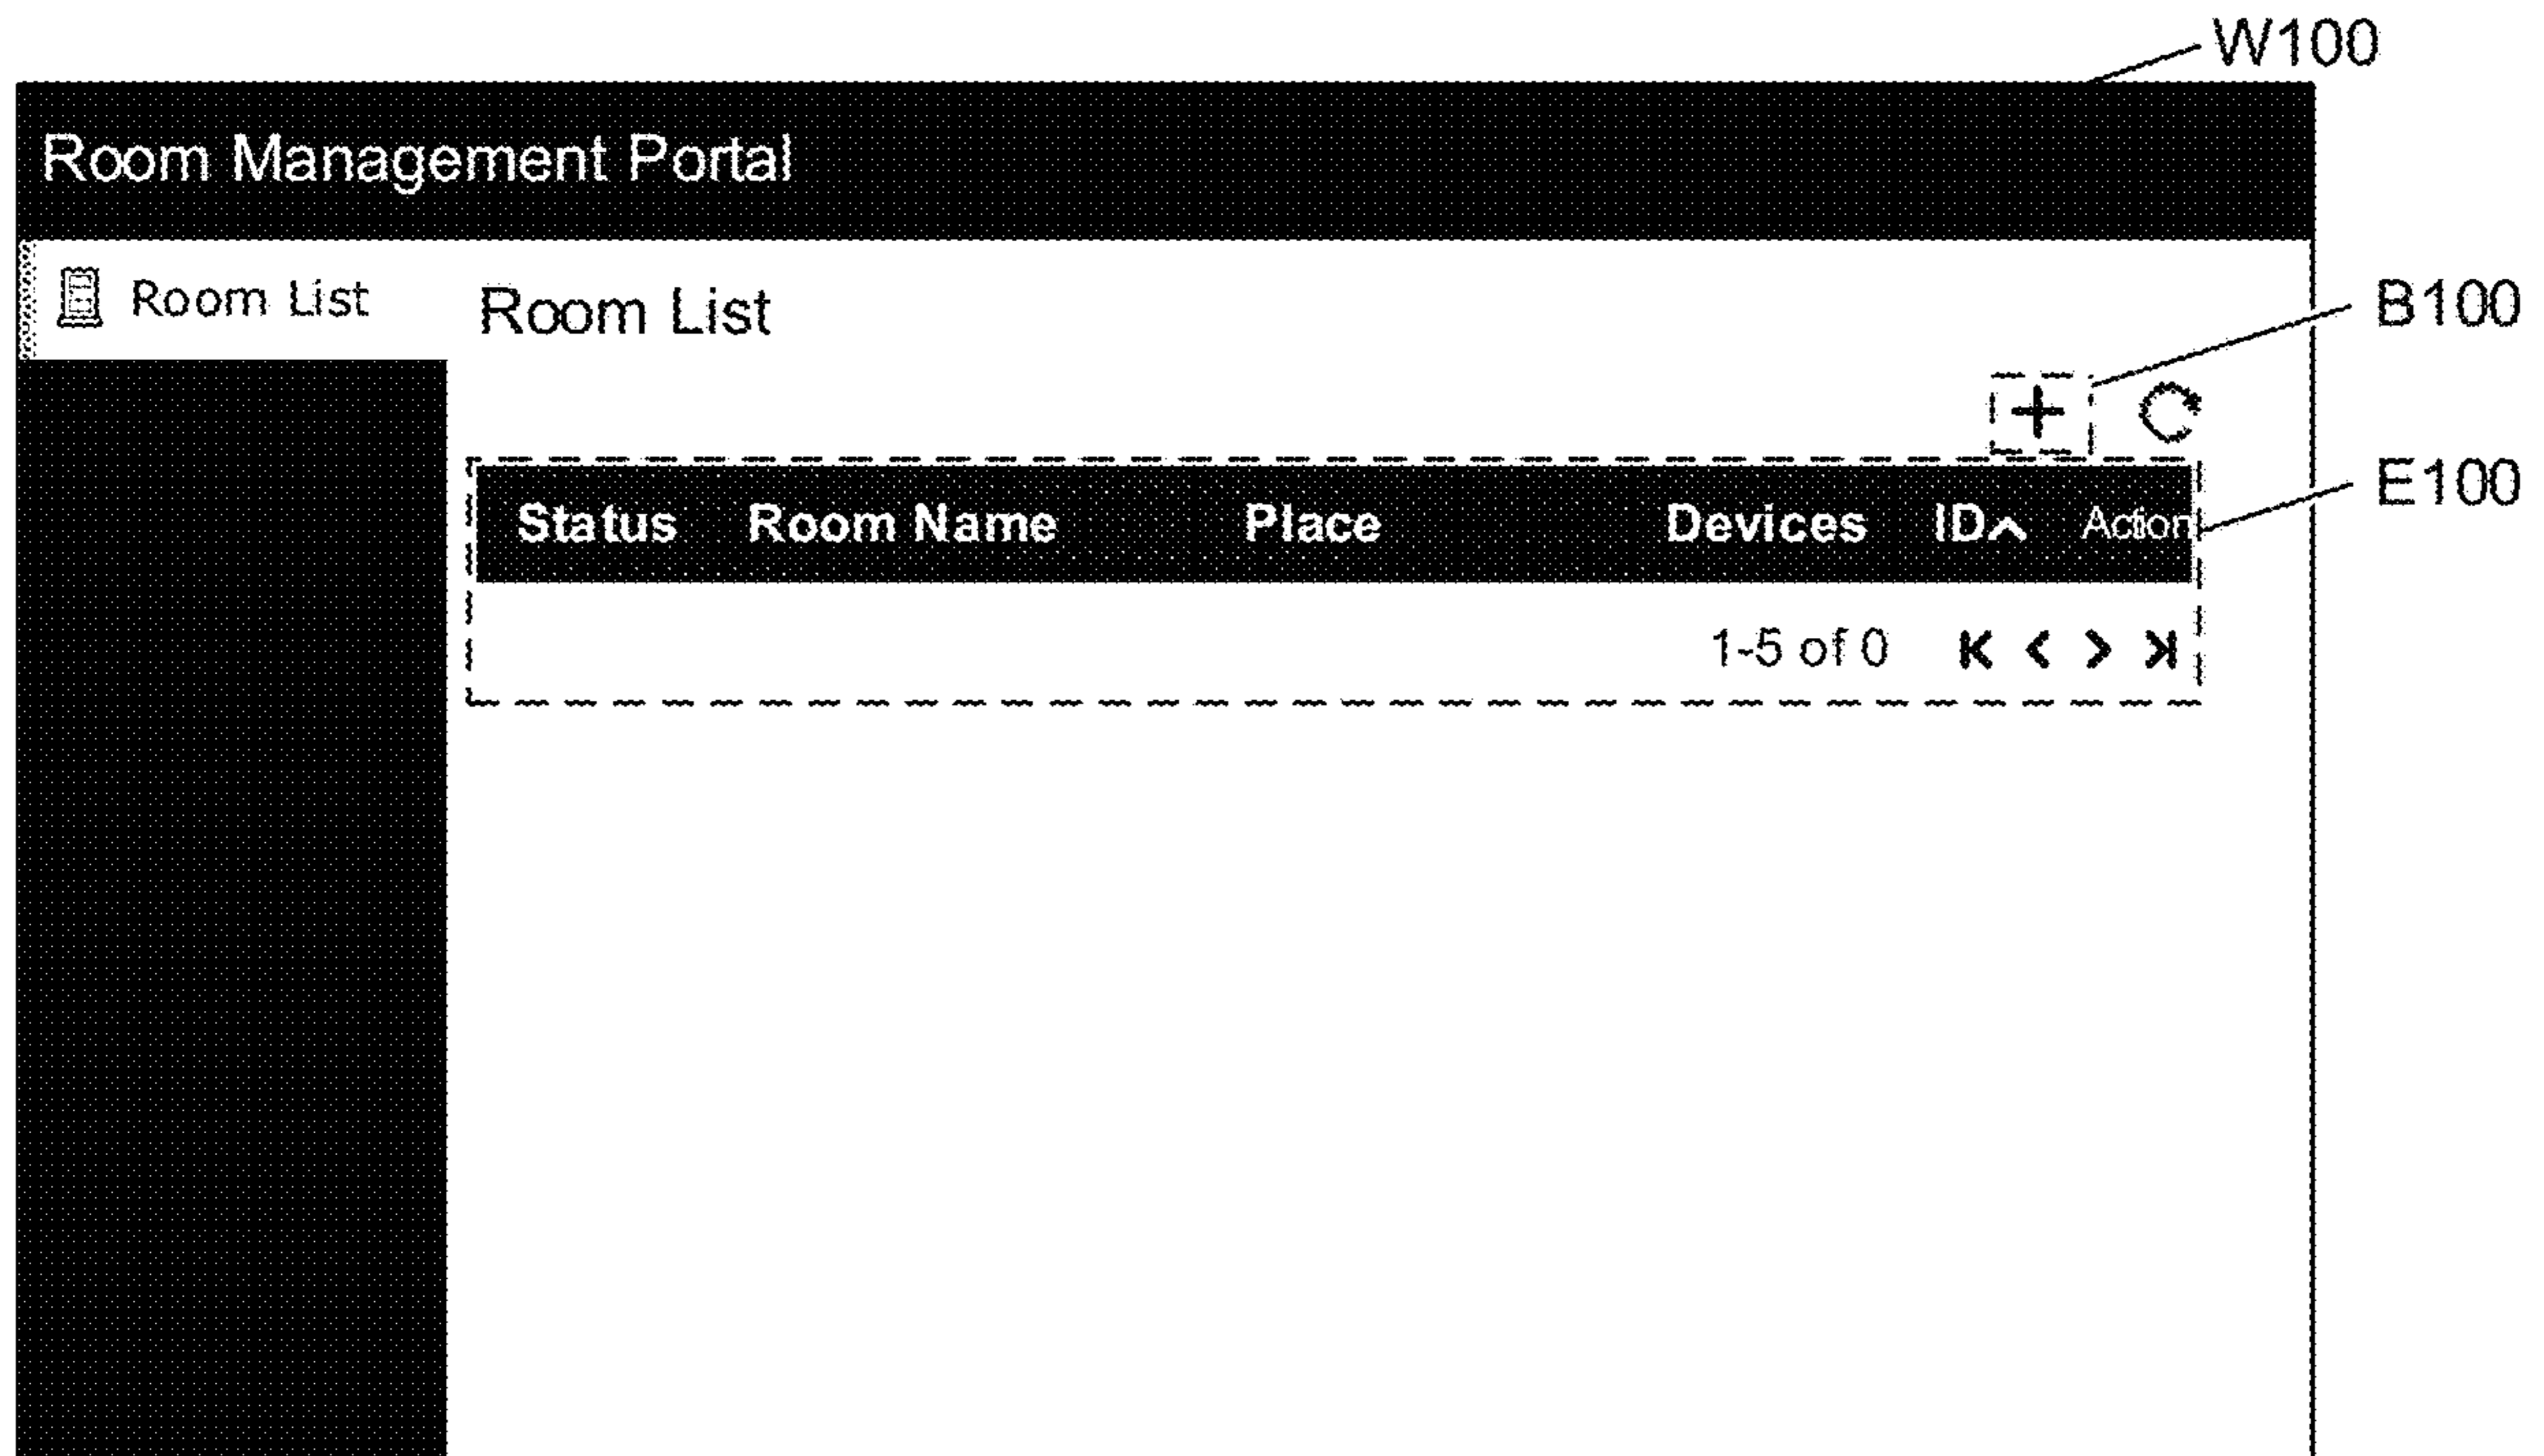 W100
Room Management Portal
Room List
Room List
B100
E100
Status Room Name Place Devices ID Action
1-5 of 0